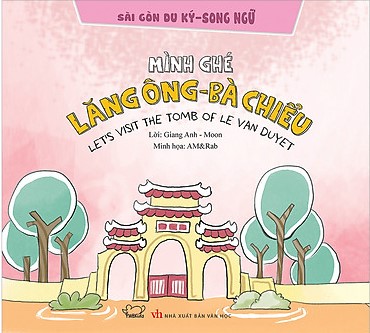 SÀI GÒN DU KÝ-SONG NGỮ
MÌNH GHÉ
LĂNG ÔNG-BÀ CHIỂU
LET'S VISIT THE TOMB OF LE VAN DUYET
Lời: Giang Anh - Moon
Minh họa: AM&Rab
vh NHÀ XUẤT BẢN VĂN HỌC